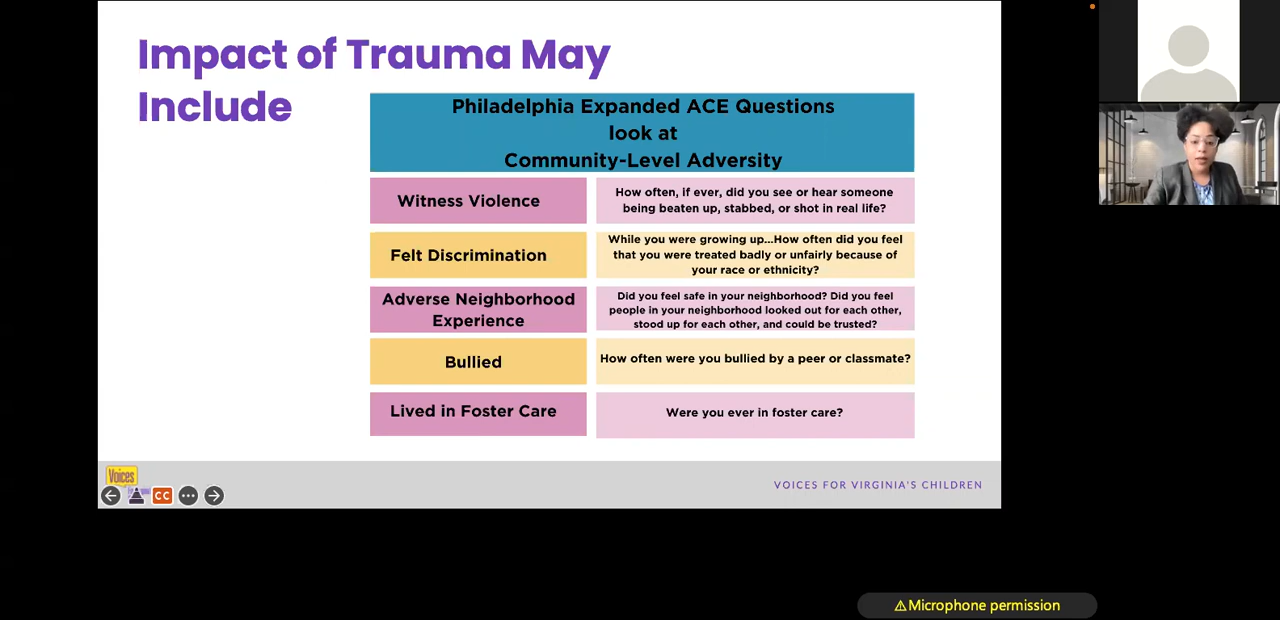 Impact of Trauma May
Include
Philadelphia Expanded ACE Questions
look at
Community-Level Adversity
Witness Violence
How often, if ever, did you see or hear someone
being beaten up, stabbed, or shot in real life?
Felt Discrimination
While you were growing up...How often did you feel
that you were treated badly or unfairly because of
your race or ethnicity?
Adverse Neighborhood
Experience
Did you feel safe in your neighborhood? Did you feel
people in your neighborhood looked out for each other,
stood up for each other, and could be trusted?
Bullied
How often were you bullied by a peer or classmate?
Lived in Foster Care
Were you ever in foster care?
Voices
CC
VOICES FOR VIRGINIA'S CHILDREN
Microphone permission